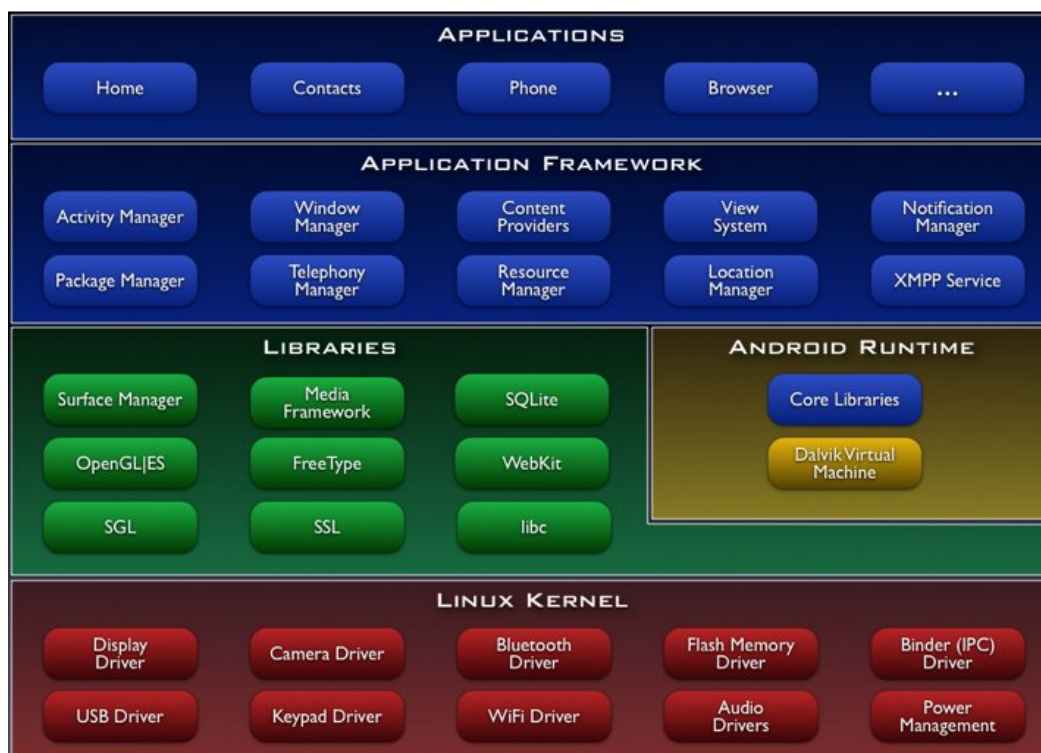 APPLICATIONS
Home
Contacts
Phone
Browser
...
APPLICATION FRAMEWORK
Activity Manager
Window
Manager
Content
Providers
View
System
Notification
Manager
Package Manager
Telephony
Manager
Resource
Manager
Location
Manager
XMPP Service
LIBRARIES
Surface Manager
Media
Framework
SQLite
OpenGL|ES
FreeType
WebKit
SGL
SSL
libc
ANDROID RUNTIME
Core Libraries
Dalvik Virtual
Machine
LINUX KERNEL
Display
Driver
Camera Driver
Bluetooth
Driver
Flash Memory
Driver
Binder (IPC)
Driver
USB Driver
Keypad Driver
WiFi Driver
Audio
Drivers
Power
Management